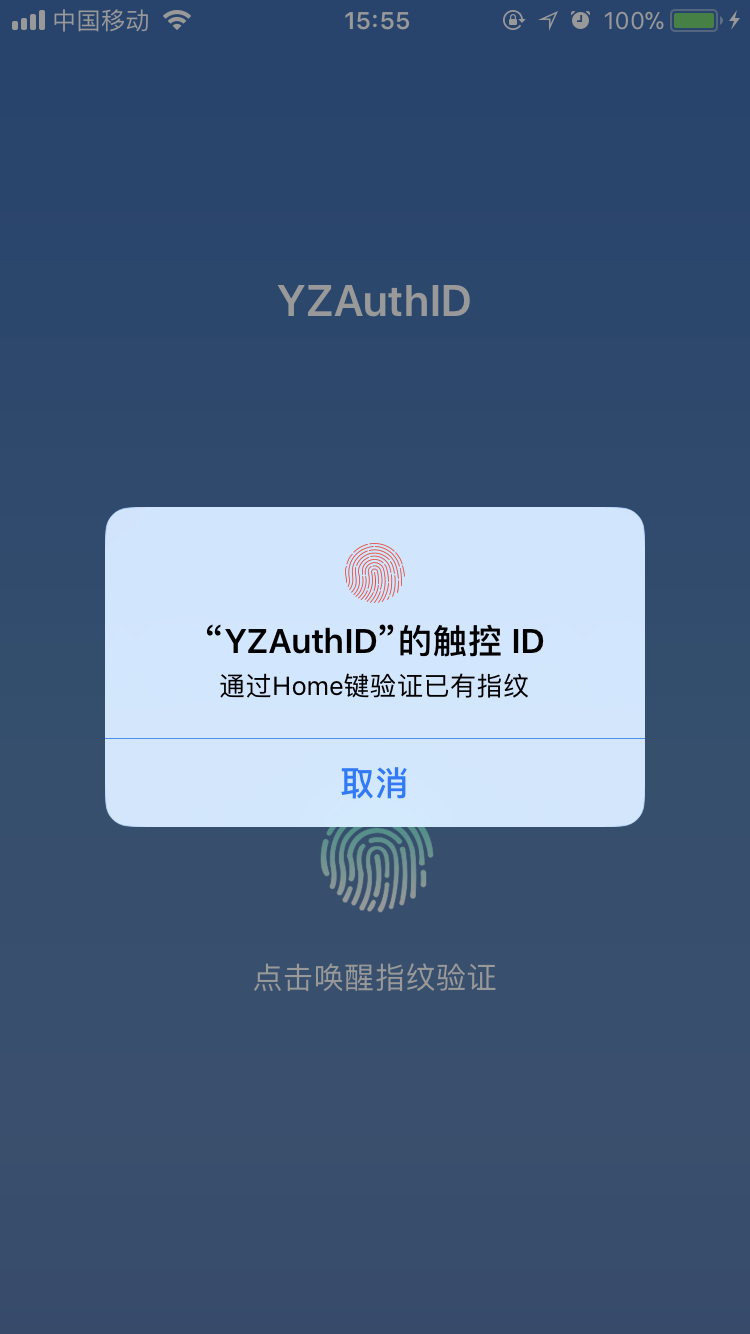 中国移动 15:55 100%
YZAuthID
“YZAuthID”的触控 ID
通过Home键验证已有指纹
取消
点击唤醒指纹验证